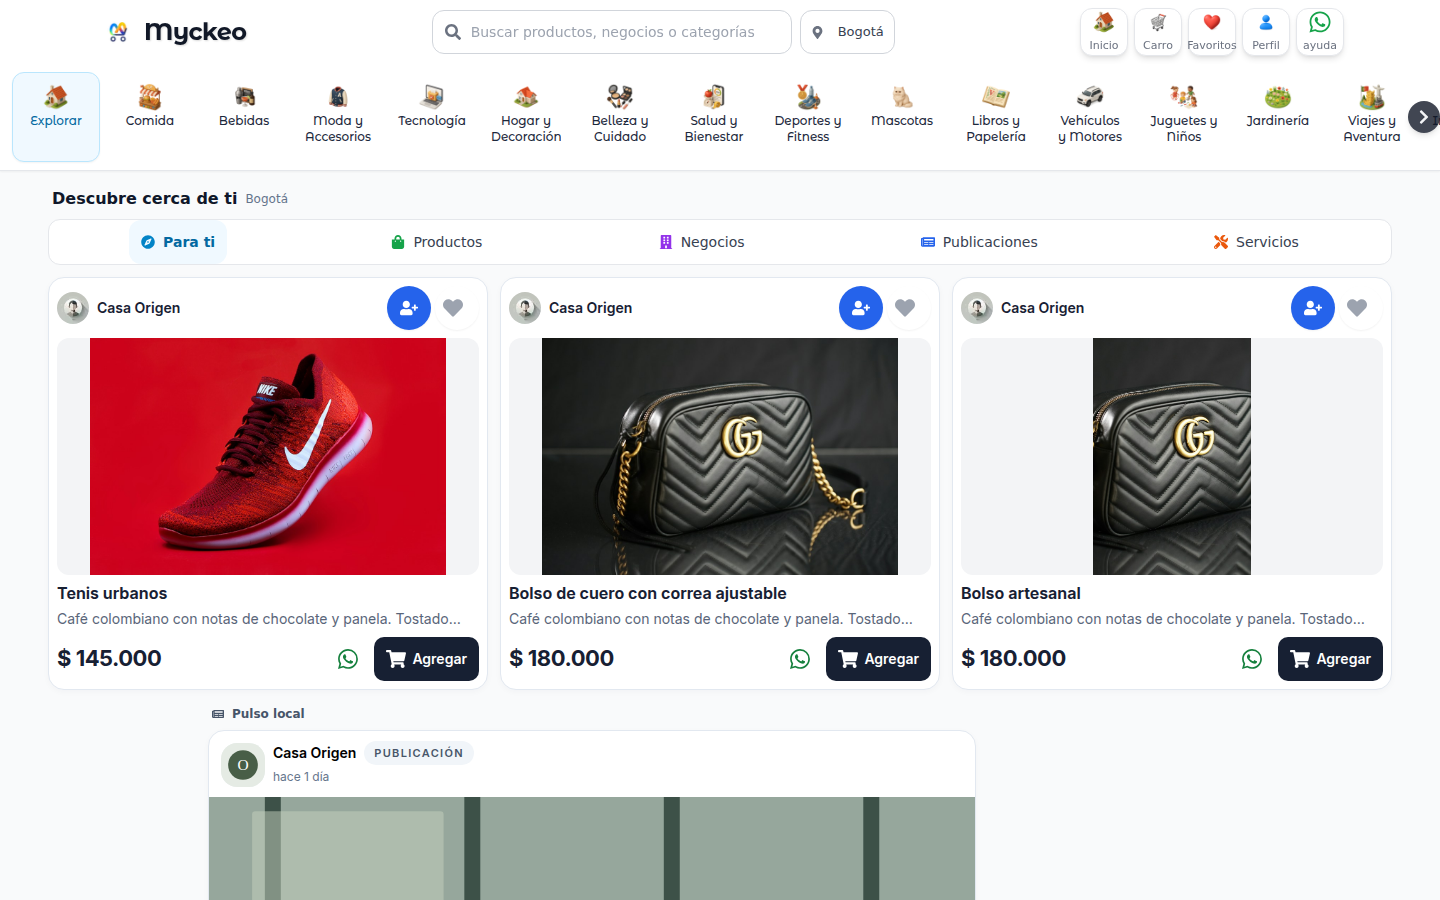 Myckeo
Buscar productos, negocios o categorías
Bogotá
Inicio
Carro
Favoritos
Perfil
ayuda
Explorar
Comida
Bebidas
Moda y
Accesorios
Tecnología
Hogar y
Decoración
Belleza y
Cuidado
Salud y
Bienestar
Deportes y
Fitness
Mascotas
Libros y
Papelería
Vehículos
y Motores
Juguetes y
Niños
Jardinería
Viajes y
Aventura
Descubre cerca de ti Bogotá
Para ti
Productos
Negocios
Publicaciones
Servicios
Casa Origen
NIKE
Tenis urbanos
Café colombiano con notas de chocolate y panela. Tostado...
$ 145.000
Agregar
Casa Origen
Bolso de cuero con correa ajustable
Café colombiano con notas de chocolate y panela. Tostado...
$ 180.000
Agregar
Casa Origen
Bolso artesanal
Café colombiano con notas de chocolate y panela. Tostado...
$ 180.000
Agregar
Pulso local
O
Casa Origen PUBLICACIÓN
hace 1 día